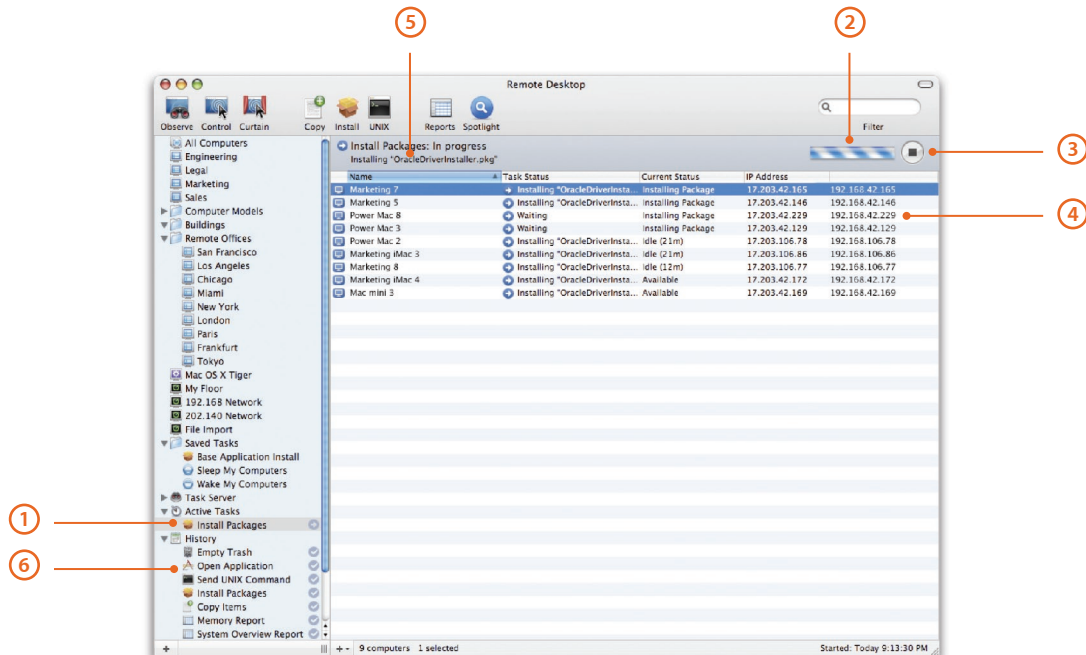 5
2
Remote Desktop
Observe Control Curtain Copy Install UNIX Reports Spotlight Filter
Install Packages: In progress
Installing "OracleDriverInstaller.pkg"
3
Name Task Status Current Status IP Address
Marketing 7 Installing "OracleDriverInsta... Installing Package 17.203.42.165 192.168.42.165
Marketing 5 Installing "OracleDriverInsta... Installing Package 17.203.42.146 192.168.42.146
Power Mac 8 Waiting Installing Package 17.203.42.229 192.168.42.229
4
Power Mac 3 Waiting Installing Package 17.203.42.129 192.168.42.129
Power Mac 2 Installing "OracleDriverInsta... Idle (21m) 17.203.106.78 192.168.106.78
Marketing iMac 3 Installing "OracleDriverInsta... Idle (21m) 17.203.106.86 192.168.106.86
Marketing 8 Installing "OracleDriverInsta... Idle (12m) 17.203.106.77 192.168.106.77
Marketing iMac 4 Installing "OracleDriverInsta... Available 17.203.42.172 192.168.42.172
Mac mini 3 Installing "OracleDriverInsta... Available 17.203.42.169 192.168.42.169
All Computers
Engineering
Legal
Marketing
Sales
Computer Models
Buildings
Remote Offices
San Francisco
Los Angeles
Chicago
Miami
New York
London
Paris
Frankfurt
Tokyo
Mac OS X Tiger
My Floor
192.168 Network
202.140 Network
File Import
Saved Tasks
Base Application Install
Sleep My Computers
Wake My Computers
Task Server
Active Tasks
1
Install Packages
History
Empty Trash
6
Open Application
Send UNIX Command
Install Packages
Copy Items
Memory Report
System Overview Report
9 computers 1 selected
Started: Today 9:13:30 PM